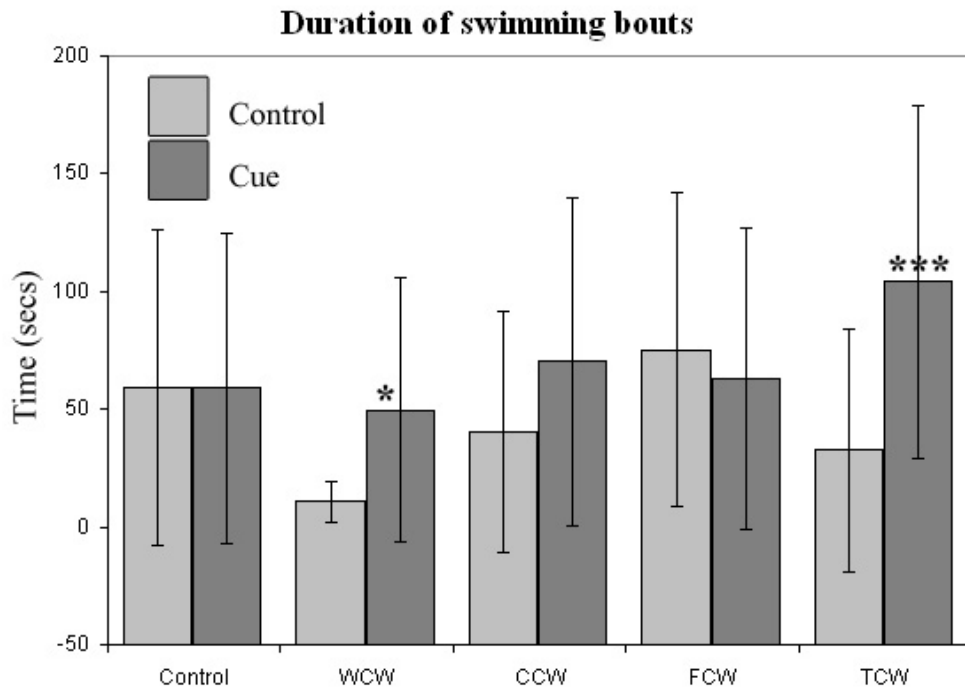 Duration of swimming bouts
200
150
100
50
0
-50
Time (secs)
Control
Cue
*
***
Control WCW CCW FCW TCW